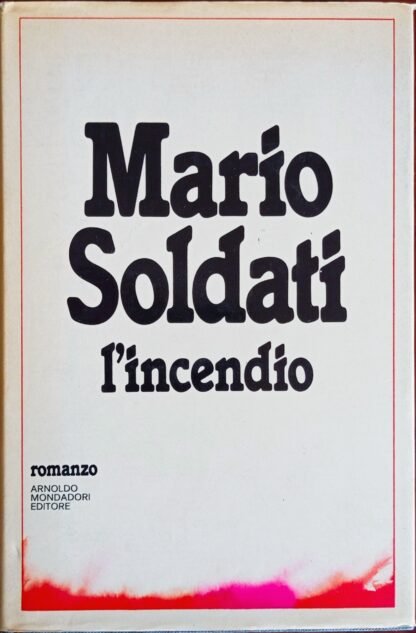 Mario
Soldati
l'incendio
romanzo
ARNOLDO
MONDADORI
EDITORE